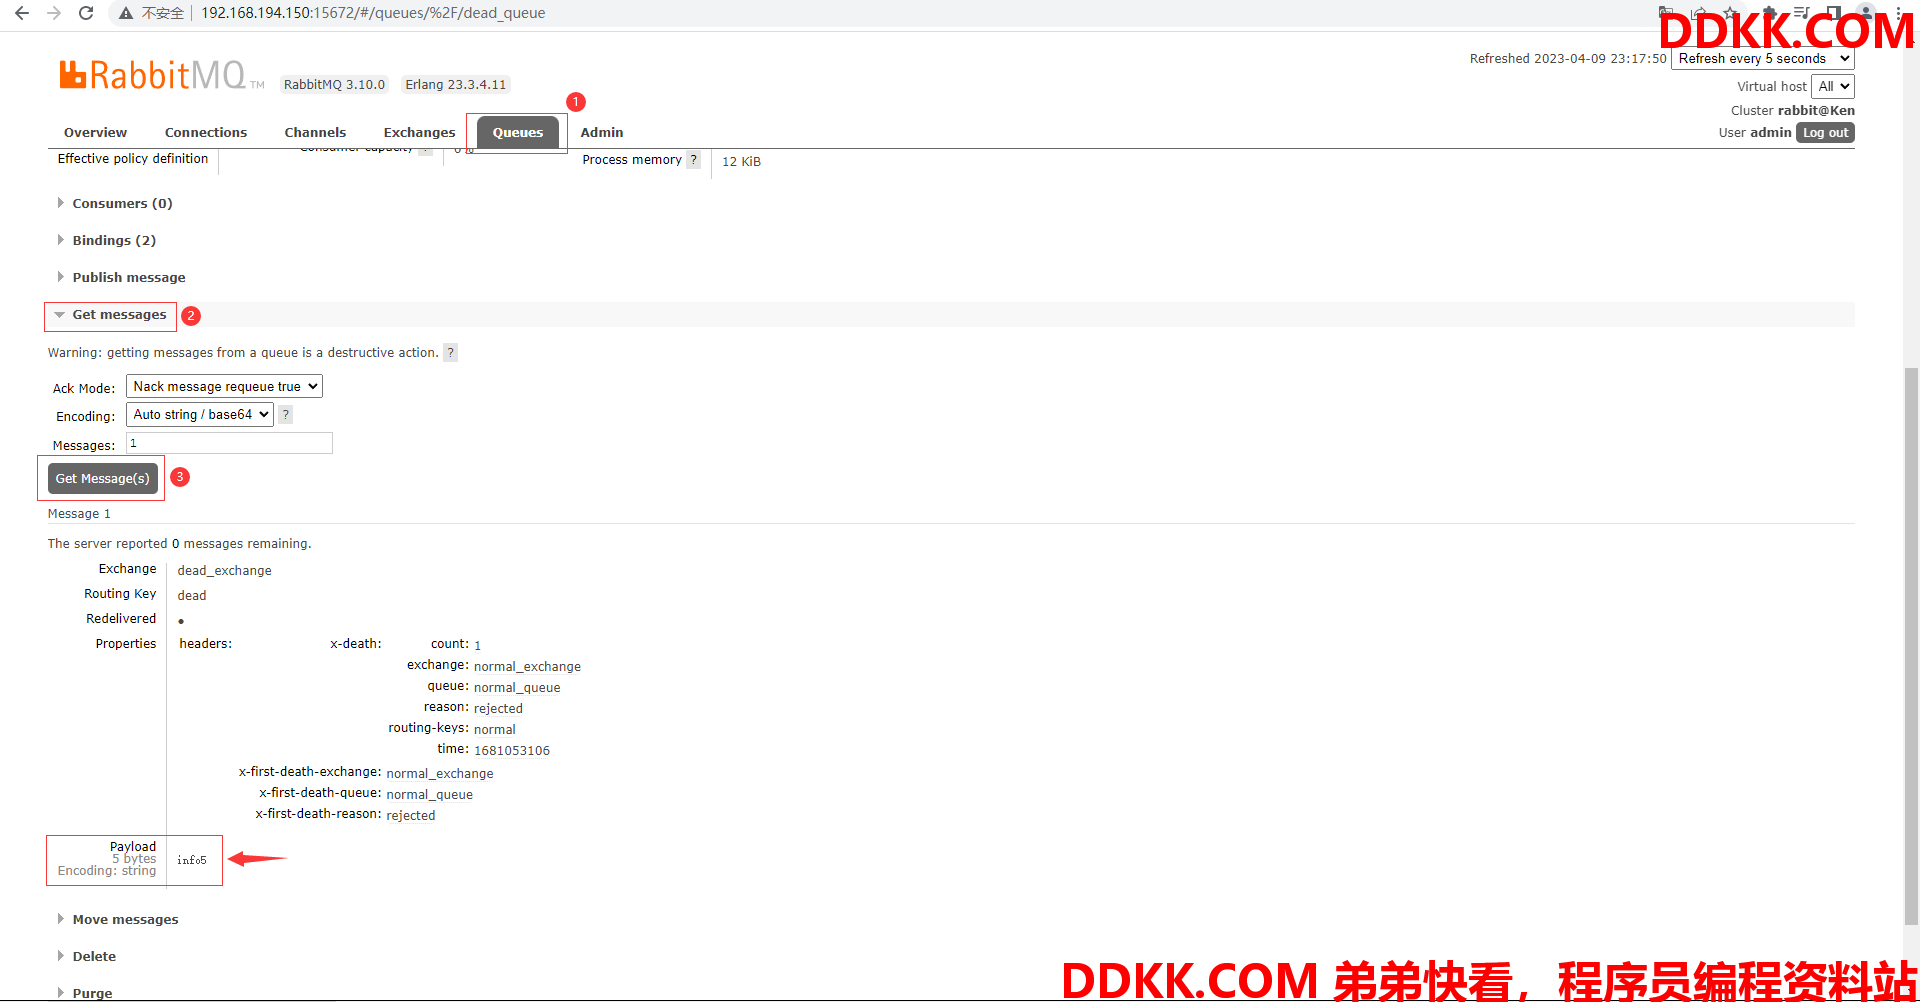 不安全 192.168.194.150:15672/#/queues/%2F/dead_queue
DDKK.COM
RabbitMQ TM RabbitMQ 3.10.0 Erlang 23.3.4.11
Refreshed 2023-04-09 23:17:50 Refresh every 5 seconds
Virtual host All
Cluster rabbit@Ken
User admin Log out
1
Overview Connections Channels Exchanges Queues Admin
Effective policy definition
Consumer capacity ? 0%
Process memory ? 12 KiB
Consumers (0)
Bindings (2)
Publish message
Get messages 2
Warning: getting messages from a queue is a destructive action. ?
Ack Mode: Nack message requeue true
Encoding: Auto string / base64 ?
Messages: 1
Get Message(s) 3
Message 1
The server reported 0 messages remaining.
Exchange dead_exchange
Routing Key dead
Redelivered ●
Properties headers: x-death: count: 1
exchange: normal_exchange
queue: normal_queue
reason: rejected
routing-keys: normal
time: 1681053106
x-first-death-exchange: normal_exchange
x-first-death-queue: normal_queue
x-first-death-reason: rejected
Payload
5 bytes
Encoding: string
info5
Move messages
Delete
Purge
DDKK.COM 弟弟快看，程序员编程资料站